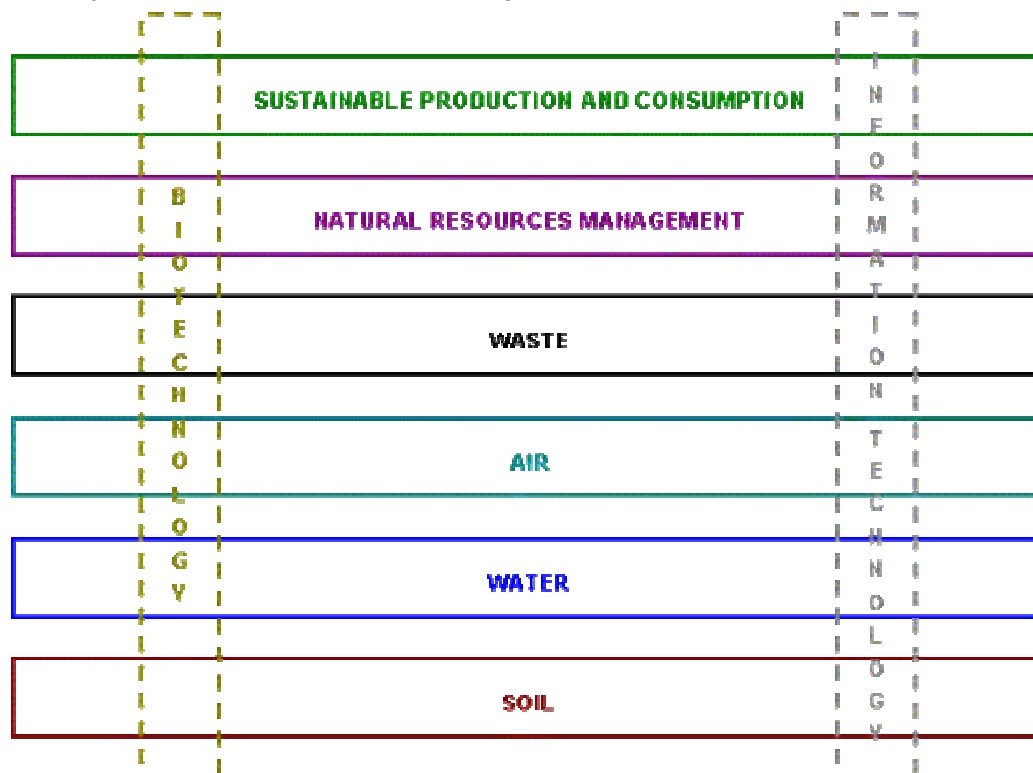 SUSTAINABLE PRODUCTION AND CONSUMPTION
NATURAL RESOURCES MANAGEMENT
WASTE
AIR
WATER
SOIL
BIOTECHNOLOGY
INFORMATION TECHNOLOGY